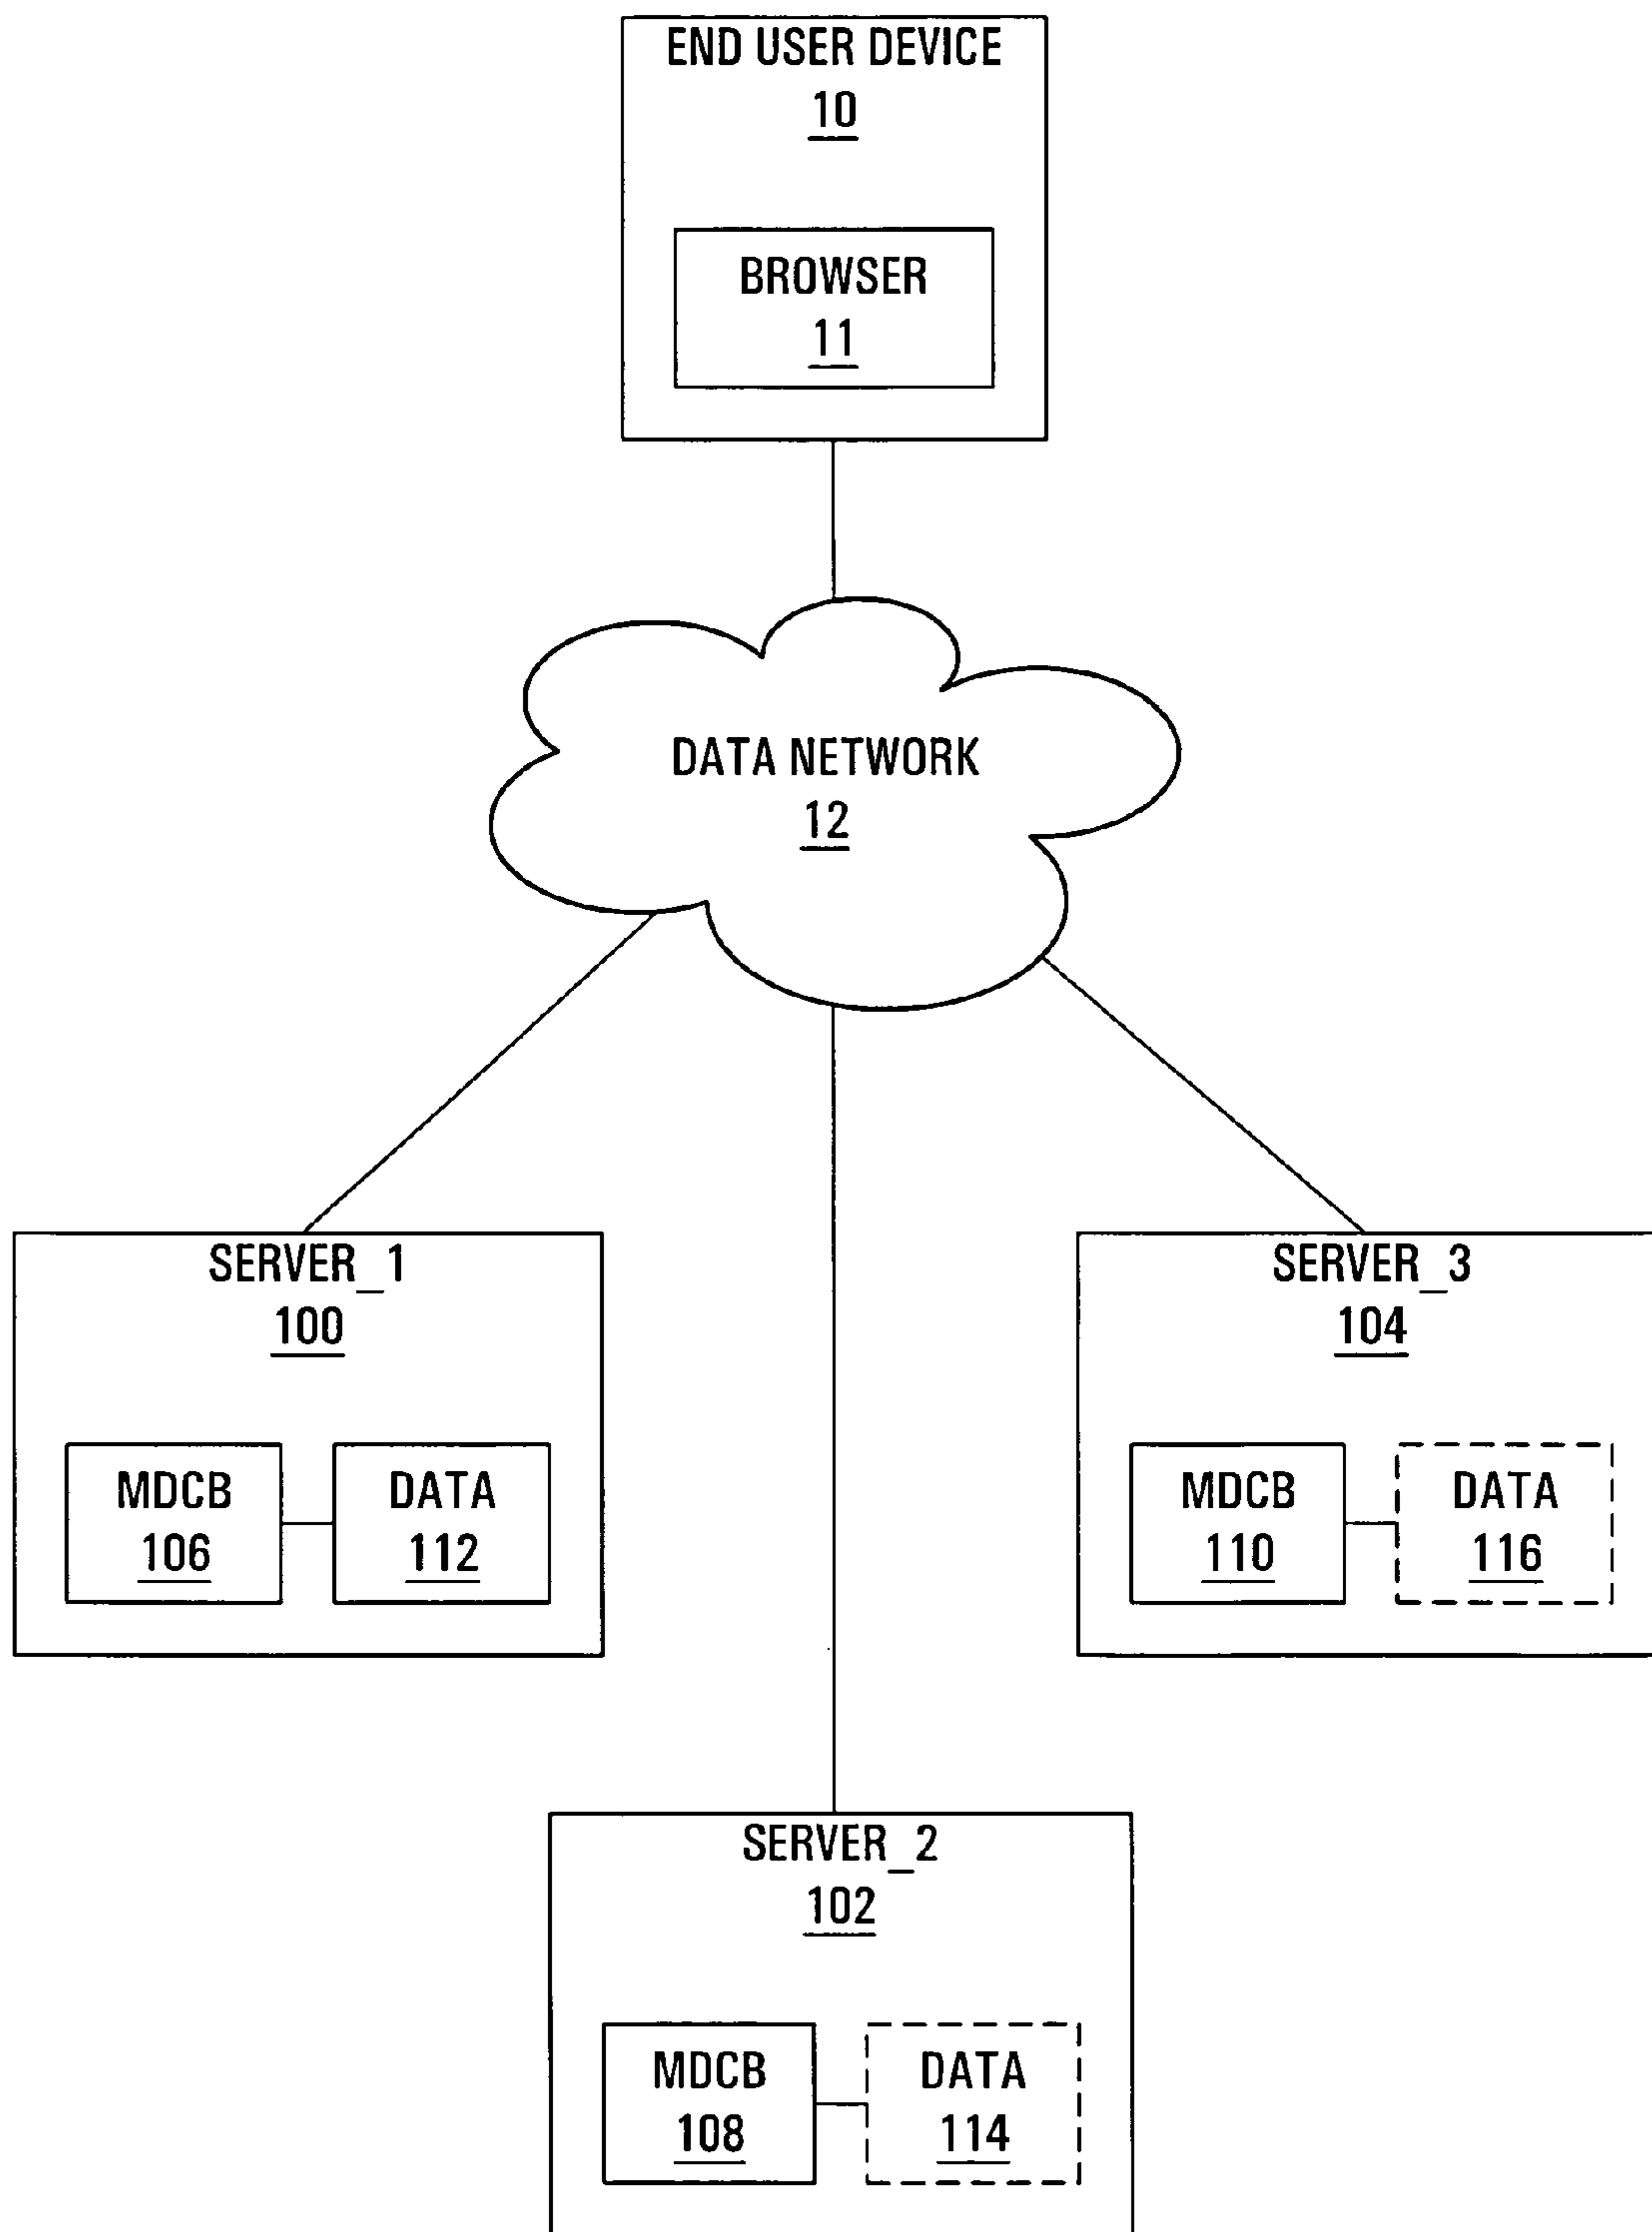 END USER DEVICE
10
BROWSER
11
DATA NETWORK
12
SERVER_1
100
MDCB
106
DATA
112
SERVER_3
104
MDCB
110
DATA
116
SERVER_2
102
MDCB
108
DATA
114